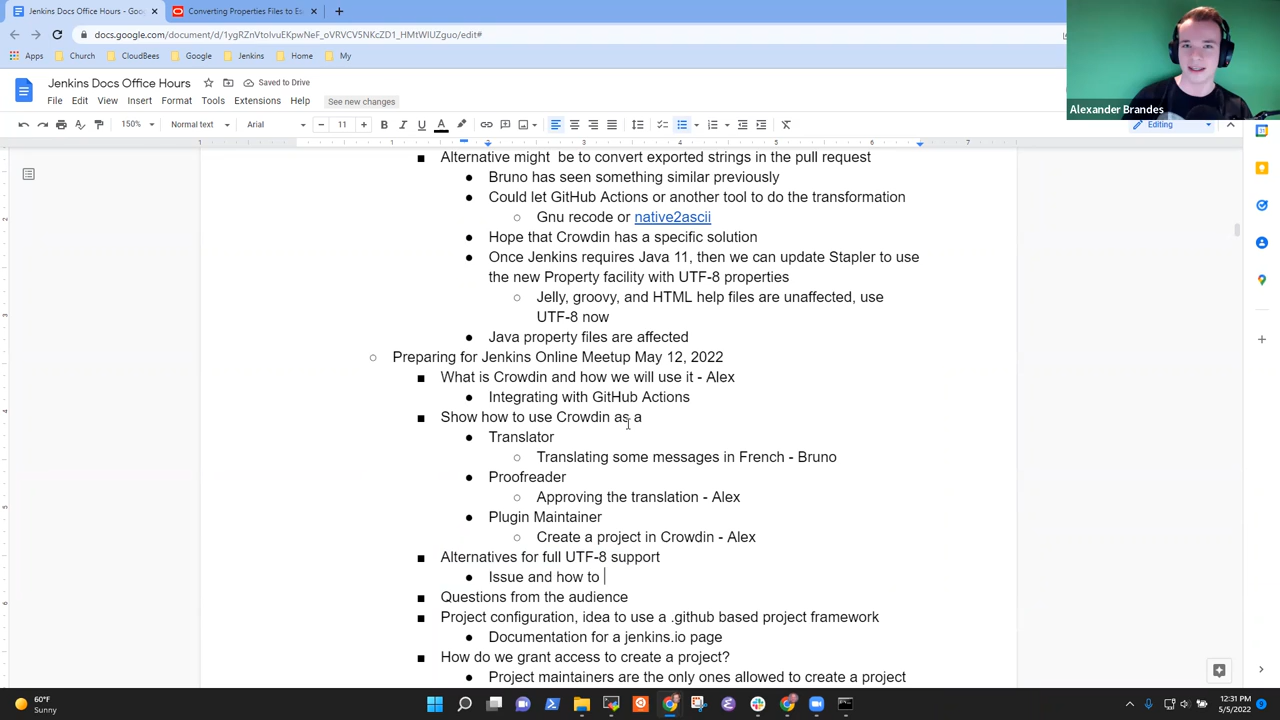 Jenkins Docs Office Hours - Goo
Converting Properties Files to Es
docs.google.com/document/d/1ygRZnVtoIvuEKpwNeF_oVRVCV5NKcZD1_HMtWIUZguo/edit#
Apps Church CloudBees Google Jenkins Home My
Alexander Brandes
Jenkins Docs Office Hours Saved to Drive
File Edit View Insert Format Tools Extensions Help See new changes
150% Normal text Arial 11 Editing
1 1 2 3 4 5 6 7
Alternative might be to convert exported strings in the pull request
Bruno has been something similar previously
Could let GitHub Actions or another tool to do the transformation
Gnu recode or native2ascii
Hope that Crowdin has a specific solution
Once Jenkins requires Java 11, then we can update Stapler to use
the new Property facility with UTF-8 properties
Jelly, groovy, and HTML help files are unaffected, use
UTF-8 now
Java property files are affected
Preparing for Jenkins Online Meetup May 12, 2022
What is Crowdin and how we will use it - Alex
Integrating with GitHub Actions
Show how to use Crowdin as a
Translator
Translating some messages in French - Bruno
Proofreader
Approving the translation - Alex
Plugin Maintainer
Create a project in Crowdin - Alex
Alternatives for full UTF-8 support
Issue and how to
Questions from the audience
Project configuration, idea to use a .github based project framework
Documentation for a jenkins.io page
How do we grant access to create a project?
Project maintainers are the only ones allowed to create a project
60°F
Sunny
12:31 PM
5/5/2022